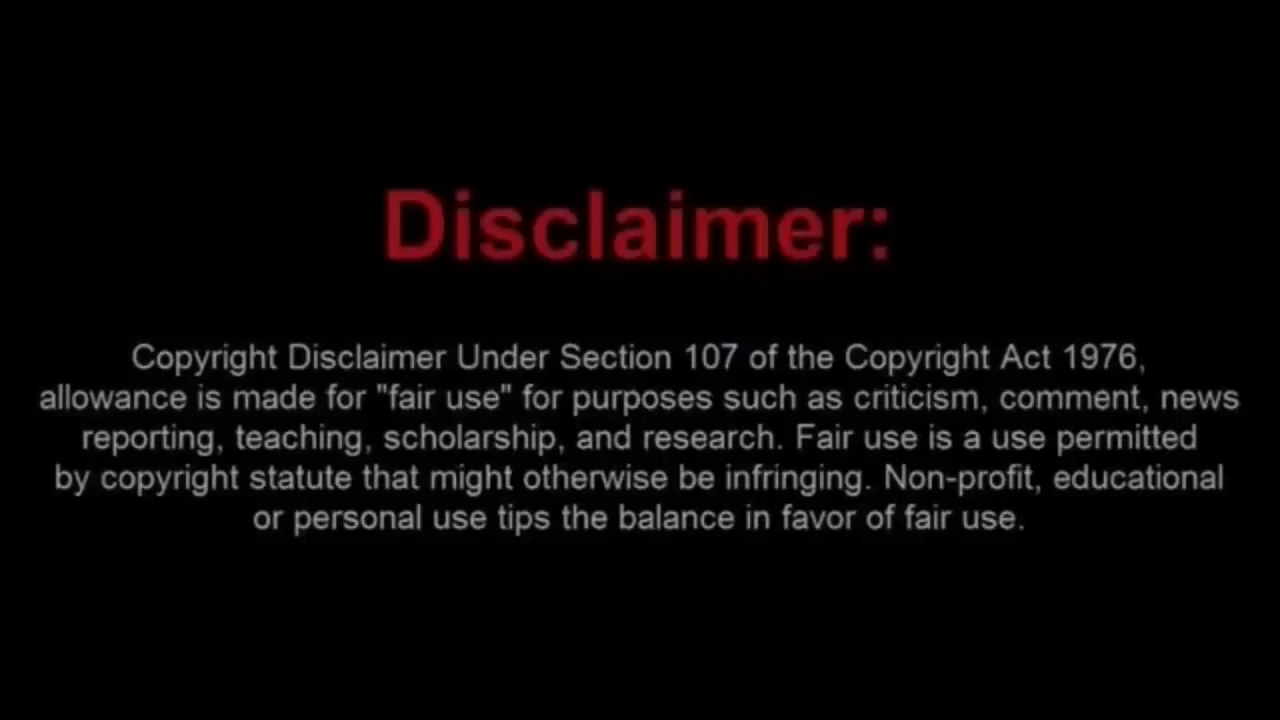 Disclaimer:
Copyright Disclaimer Under Section 107 of the Copyright Act 1976,
allowance is made for "fair use" for purposes such as criticism, comment, news
reporting, teaching, scholarship, and research. Fair use is a use permitted
by copyright statute that might otherwise be infringing. Non-profit, educational
or personal use tips the balance in favor of fair use.